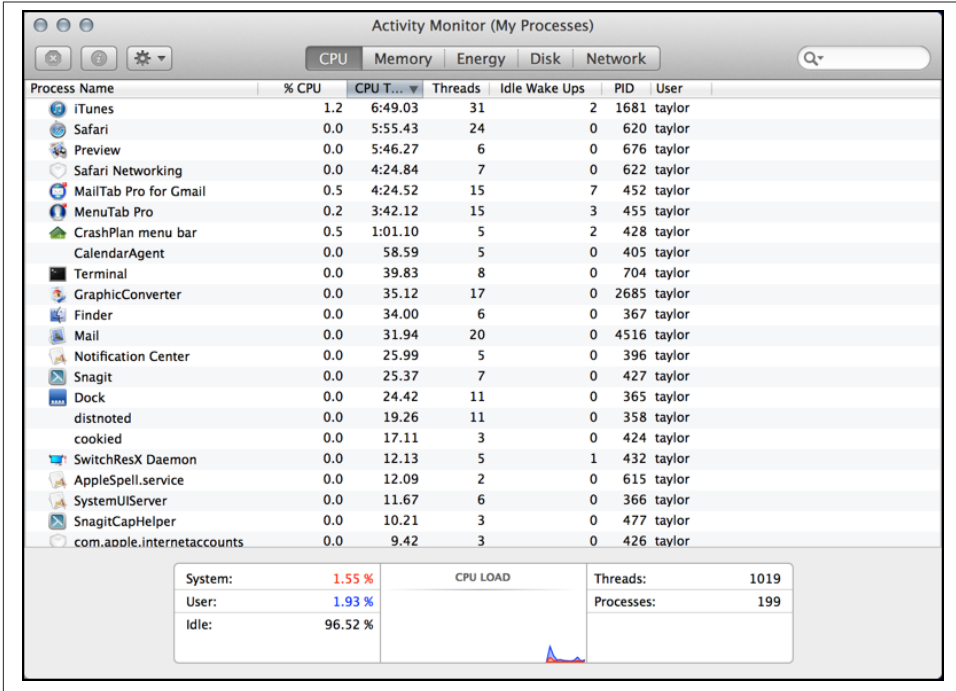 Activity Monitor (My Processes)
CPU Memory Energy Disk Network
Process Name % CPU CPU T... Threads Idle Wake Ups PID User
iTunes 1.2 6:49.03 31 2 1681 taylor
Safari 0.0 5:55.43 24 0 620 taylor
Preview 0.0 5:46.27 6 0 676 taylor
Safari Networking 0.0 4:24.84 7 0 622 taylor
MailTab Pro for Gmail 0.5 4:24.52 15 7 452 taylor
MenuTab Pro 0.2 3:42.12 15 3 455 taylor
CrashPlan menu bar 0.5 1:01.10 5 2 428 taylor
CalendarAgent 0.0 58.59 5 0 405 taylor
Terminal 0.0 39.83 8 0 704 taylor
GraphicConverter 0.0 35.12 17 0 2685 taylor
Finder 0.0 34.00 6 0 367 taylor
Mail 0.0 31.94 20 0 4516 taylor
Notification Center 0.0 25.99 5 0 396 taylor
Snagit 0.0 25.37 7 0 427 taylor
Dock 0.0 24.42 11 0 365 taylor
distnoted 0.0 19.26 11 0 358 taylor
cookied 0.0 17.11 3 0 424 taylor
SwitchResX Daemon 0.0 12.13 5 1 432 taylor
AppleSpell.service 0.0 12.09 2 0 615 taylor
SystemUIServer 0.0 11.67 6 0 366 taylor
SnagitCapHelper 0.0 10.21 3 0 477 taylor
com.apple.internetaccounts 0.0 9.42 3 0 426 taylor
System: 1.55 % CPU LOAD Threads: 1019
User: 1.93 % Processes: 199
Idle: 96.52 %